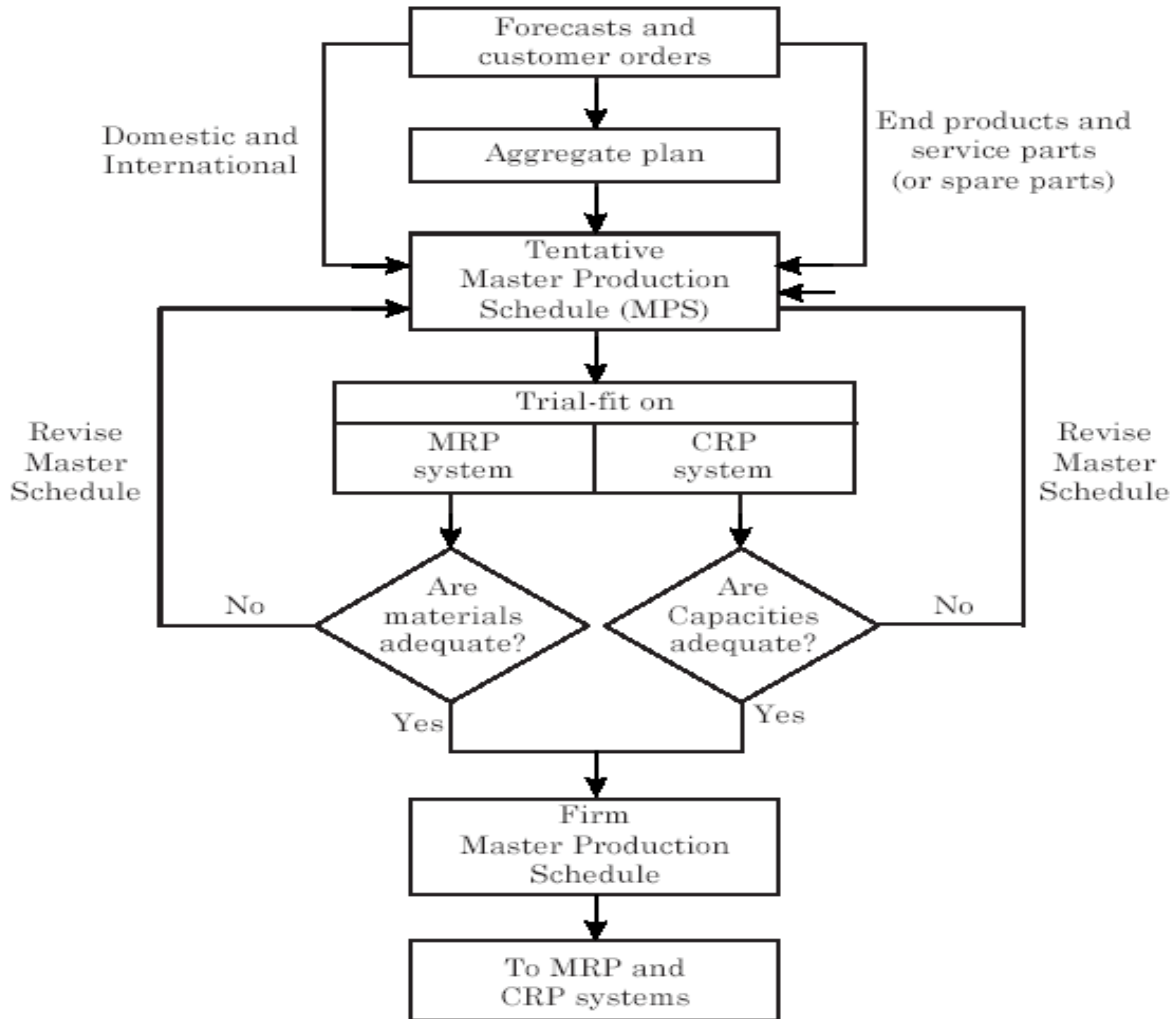 Forecasts and
customer orders
Domestic and
International
End products and
service parts
(or spare parts)
Aggregate plan
Tentative
Master Production
Schedule (MPS)
Trial-fit on
MRP
system
CRP
system
Revise
Master
Schedule
Revise
Master
Schedule
Are
materials
adequate?
Are
Capacities
adequate?
No
No
Yes
Yes
Firm
Master Production
Schedule
To MRP and
CRP systems